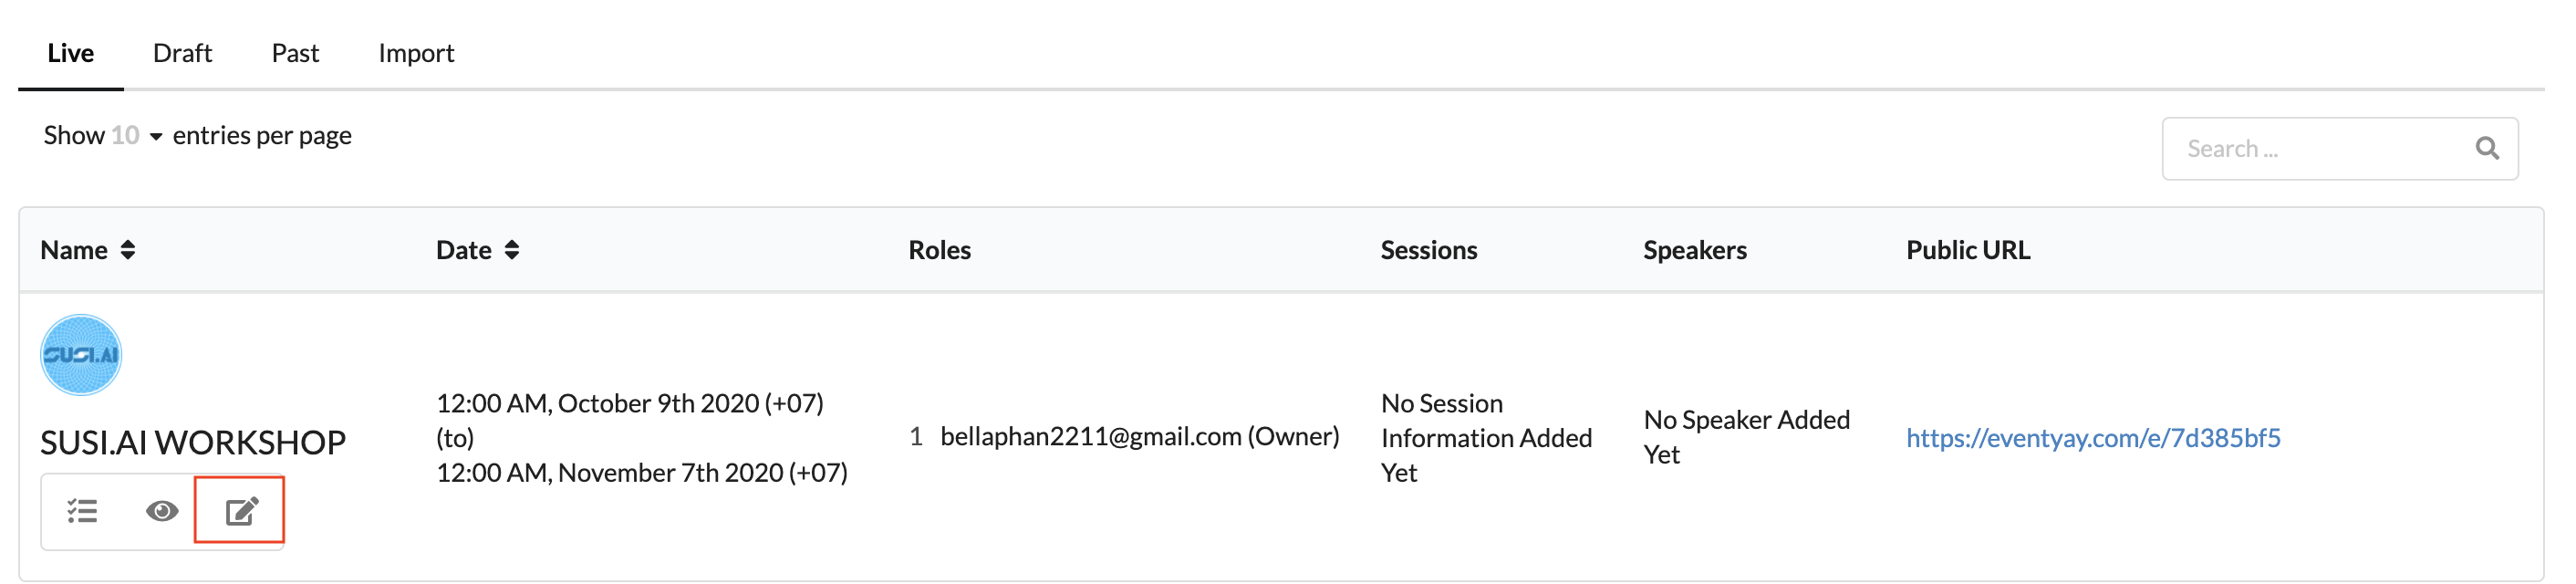 Live Draft Past Import
Show 10 entries per page
Search ...
Name Date Roles Sessions Speakers Public URL
SUSI.AI
SUSI.AI WORKSHOP
12:00 AM, October 9th 2020 (+07)
(to)
12:00 AM, November 7th 2020 (+07)
1 bellaphan2211@gmail.com (Owner)
No Session
Information Added
Yet
No Speaker Added
Yet
https://eventyay.com/e/7d385bf5